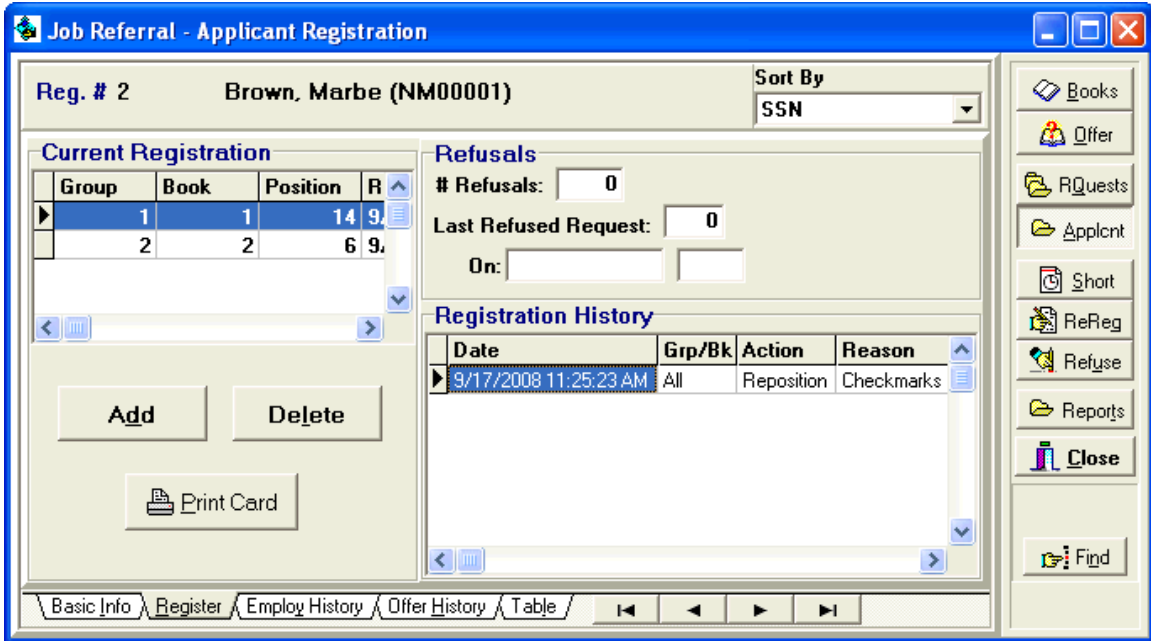 Job Referral - Applicant Registration
Reg. # 2 Brown, Marbe (NM00001)
Sort By
SSN
Current Registration
Group Book Position R
1 1 14 9/
2 2 6 9/
Add Delete
Print Card
Refusals
# Refusals: 0
Last Refused Request: 0
On:
Registration History
Date Grp/Bk Action Reason
9/17/2008 11:25:23 AM All Reposition Checkmarks
Basic Info Register Employ History Offer History Table
Books
Offer
RQuests
Applcnt
Short
ReReg
Refuse
Reports
Close
Find